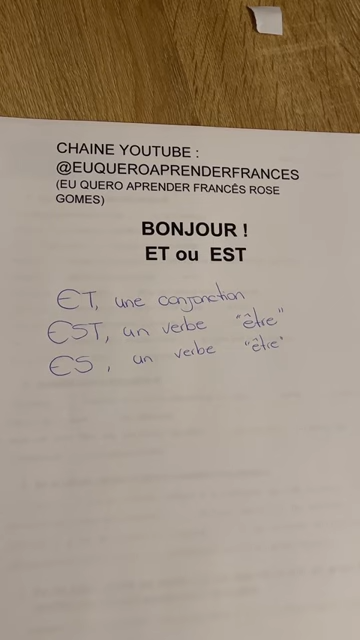 CHAINE YOUTUBE :
@EUQUEROAPRENDERFRANCES
(EU QUERO APRENDER FRANCÊS ROSE
GOMES)
BONJOUR !
ET ou EST
ET, une conjonction
EST, un verbe "être"
ES, un verbe "être"